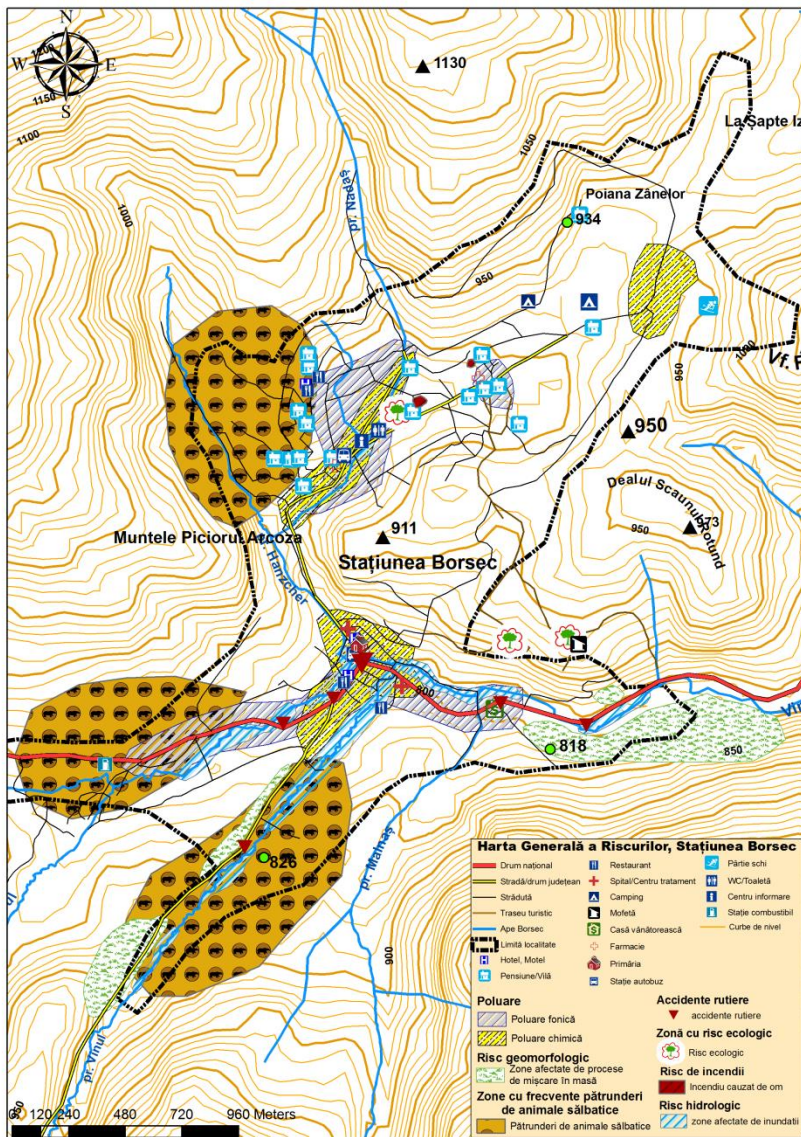 N
W E
S
1200
1150
1100
1130
1050
La Șapte Iz
Poiana Zânelor
934
pr. Nadaș
1000
950
1000
950
Vf. F
950
Dealul Scaunul Rotund
950
973
911
Muntele Piciorul Arcoza
Stațiunea Borsec
pr. Hanzcher
800
Vin
818
850
826
pr. Malnaș
900
pr. Vinul
950
0 120 240 480 720 960 Meters
Harta Generală a Riscurilor, Stațiunea Borsec
Drum național
Stradă/drum județean
Străduță
Traseu turistic
Ape Borsec
Limită localitate
Hotel, Motel
Pensiune/Vilă
Restaurant
Spital/Centru tratament
Camping
Mofetă
Casă vânătorească
Farmacie
Primăria
Stație autobuz
Pârtie schi
WC/Toaletă
Centru informare
Stație combustibil
Curbe de nivel
Poluare
Poluare fonică
Poluare chimică
Risc geomorfologic
Zone afectate de procese
de mișcare în masă
Zone cu frecvente pătrunderi
de animale sălbatice
Pătrunderi de animale sălbatice
Accidente rutiere
accidente rutiere
Zonă cu risc ecologic
Risc ecologic
Risc de incendii
Incendiu cauzat de om
Risc hidrologic
zone afectate de inundatii